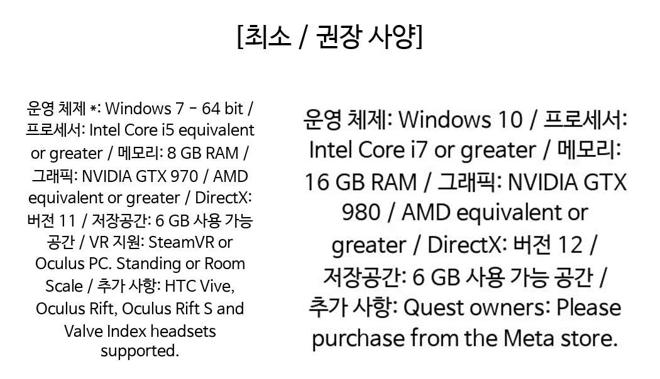 [최소 / 권장 사양]
운영 체제 *: Windows 7 - 64 bit /
프로세서: Intel Core i5 equivalent
or greater / 메모리: 8 GB RAM /
그래픽: NVIDIA GTX 970 / AMD
equivalent or greater / DirectX:
버전 11 / 저장공간: 6 GB 사용 가능
공간 / VR 지원: SteamVR or
Oculus PC. Standing or Room
Scale / 추가 사항: HTC Vive,
Oculus Rift, Oculus Rift S and
Valve Index headsets
supported.
운영 체제: Windows 10 / 프로세서:
Intel Core i7 or greater / 메모리:
16 GB RAM / 그래픽: NVIDIA GTX
980 / AMD equivalent or
greater / DirectX: 버전 12 /
저장공간: 6 GB 사용 가능 공간 /
추가 사항: Quest owners: Please
purchase from the Meta store.